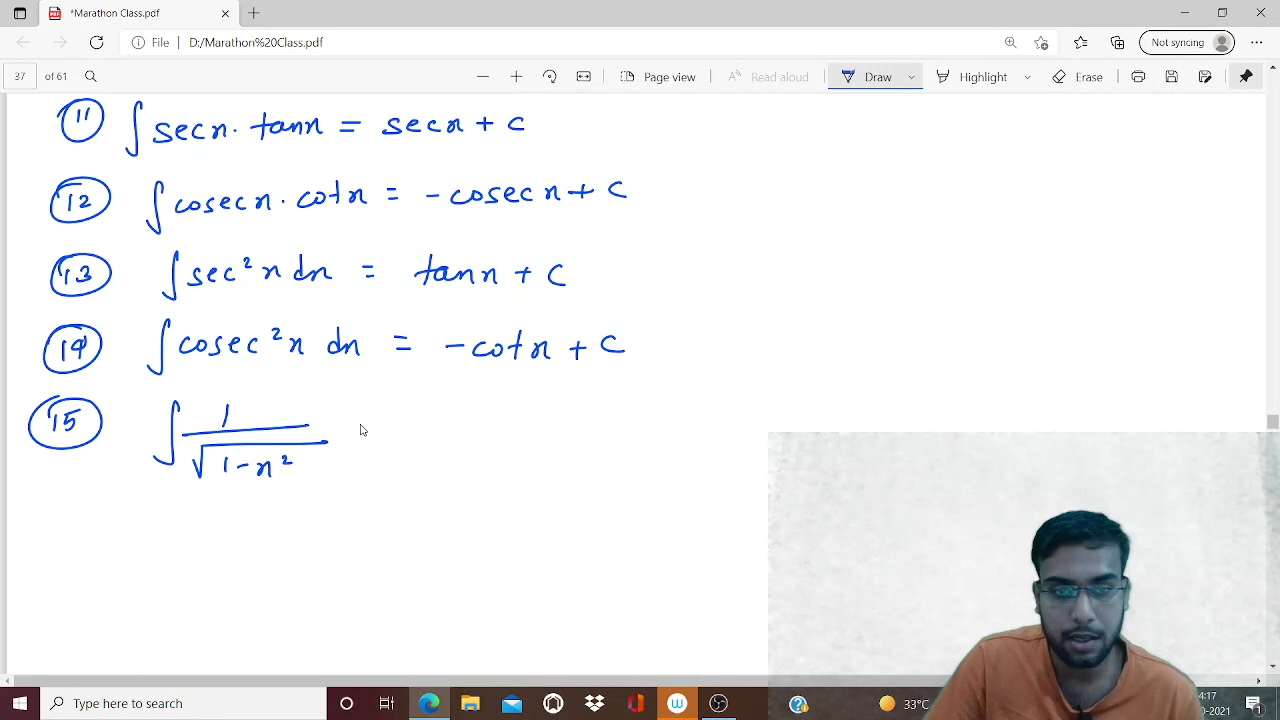 *Marathon Class.pdf
File D:/Marathon%20Class.pdf Not syncing
37 of 61 Page view Read aloud Draw Highlight Erase
11 ∫ secx · tanx = secx + c
12 ∫ cosecx · cotx = -cosecx + c
13 ∫ sec²x dx = tanx + c
14 ∫ cosec²x dx = -cotx + c
15 ∫ 1/√(1-x²)
Type here to search 33°C :17
-2021